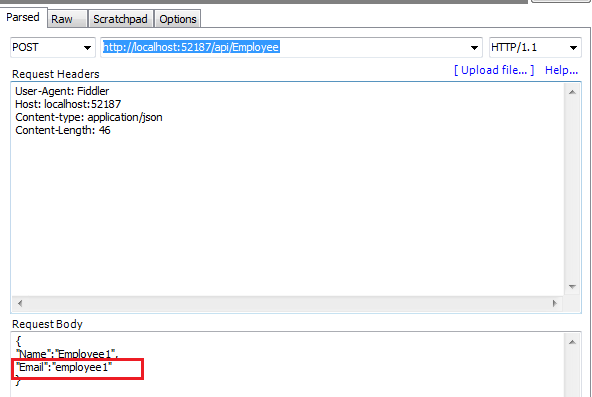 Parsed Raw Scratchpad Options
POST http://localhost:52187/api/Employee HTTP/1.1
Request Headers [ Upload file... ] Help...
User-Agent: Fiddler
Host: localhost:52187
Content-type: application/json
Content-Length: 46
Request Body
{
"Name":"Employee1",
"Email":"employee1"
}